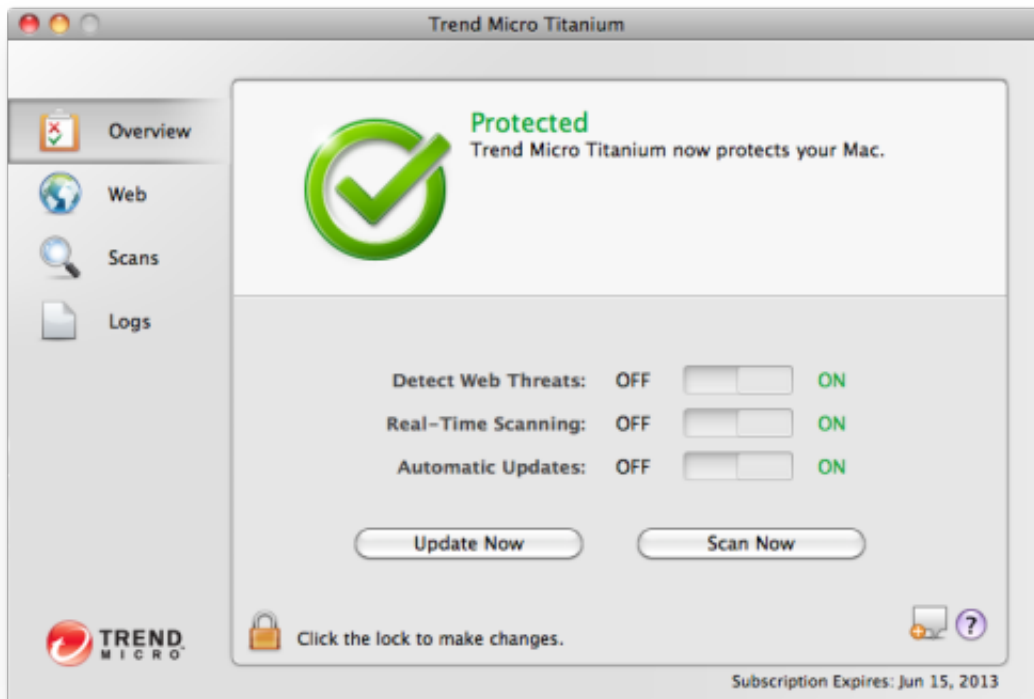 Trend Micro Titanium
Overview
Web
Scans
Logs
Protected
Trend Micro Titanium now protects your Mac.
Detect Web Threats: OFF ON
Real-Time Scanning: OFF ON
Automatic Updates: OFF ON
Update Now Scan Now
Click the lock to make changes.
?
TREND
MICRO
Subscription Expires: Jun 15, 2013